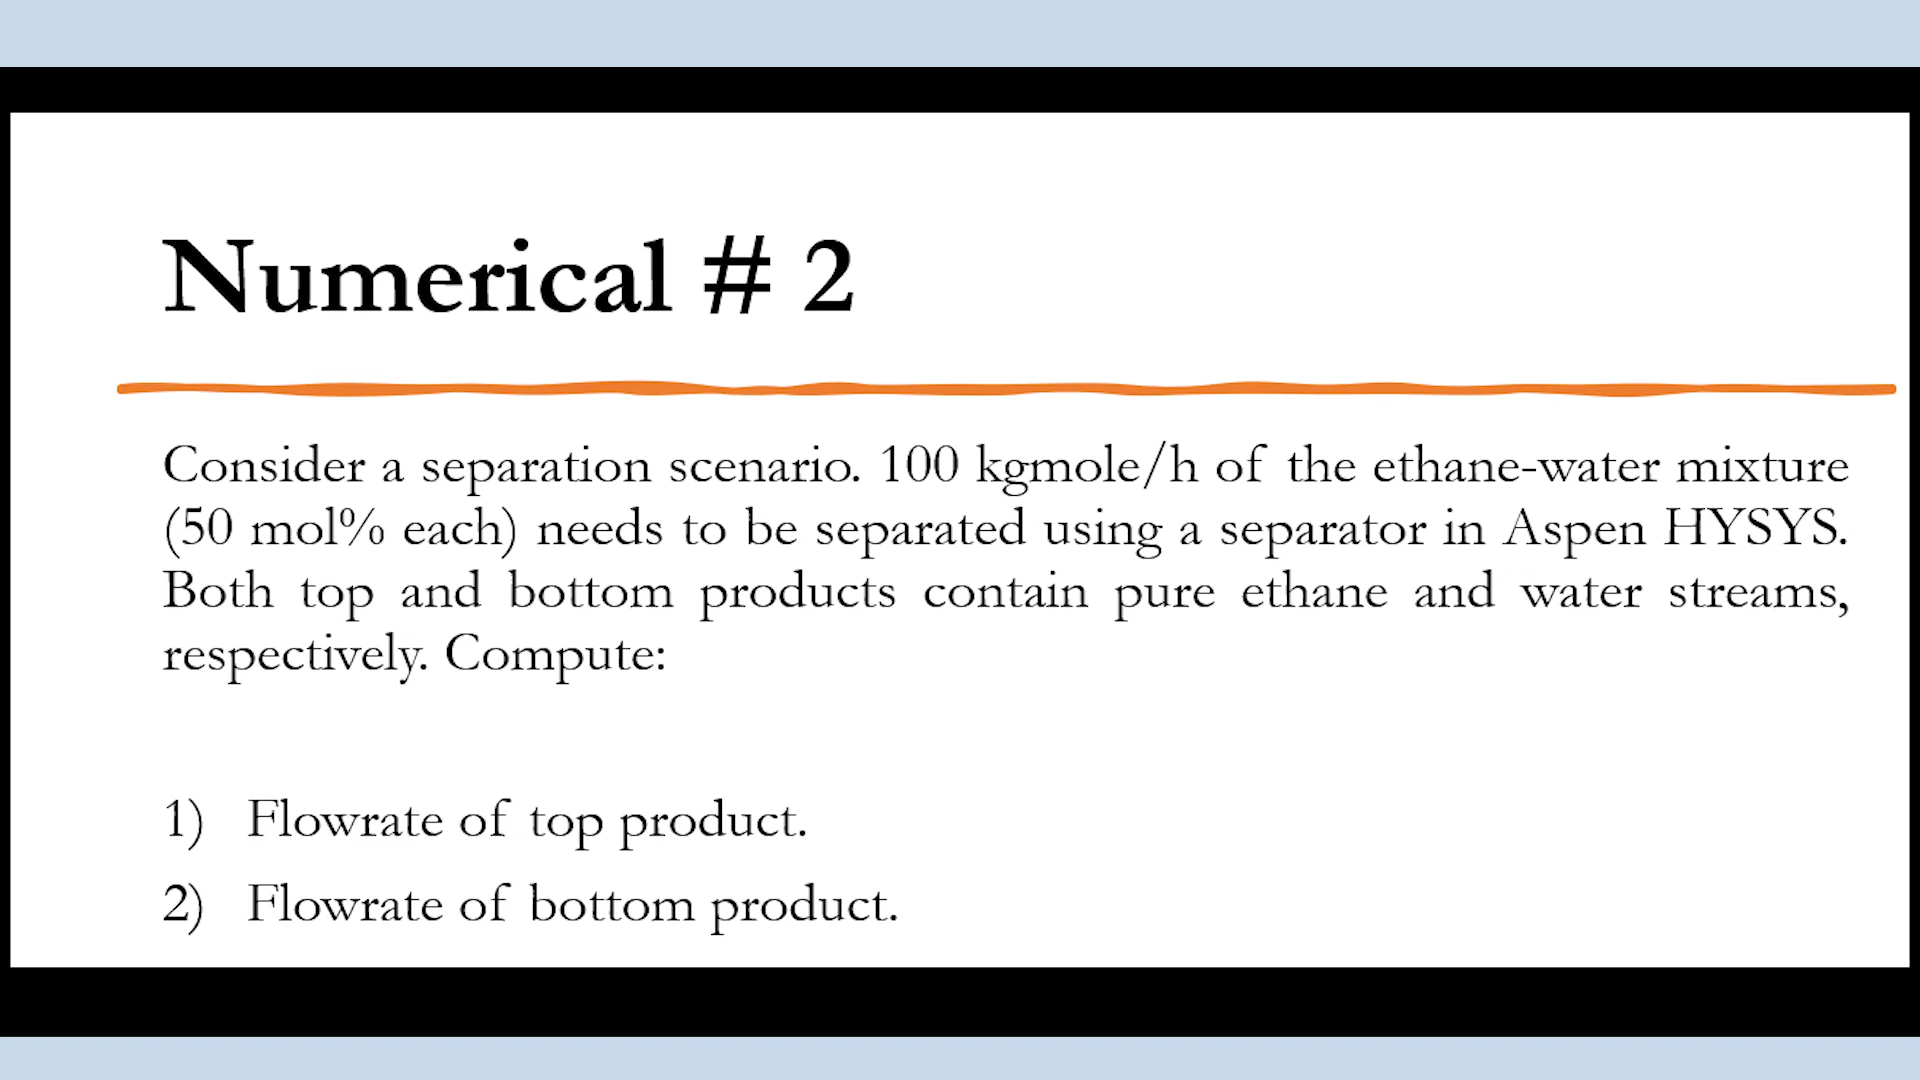 Numerical # 2
Consider a separation scenario. 100 kgmole/h of the ethane-water mixture
(50 mol% each) needs to be separated using a separator in Aspen HYSYS.
Both top and bottom products contain pure ethane and water streams,
respectively. Compute:
1) Flowrate of top product.
2) Flowrate of bottom product.